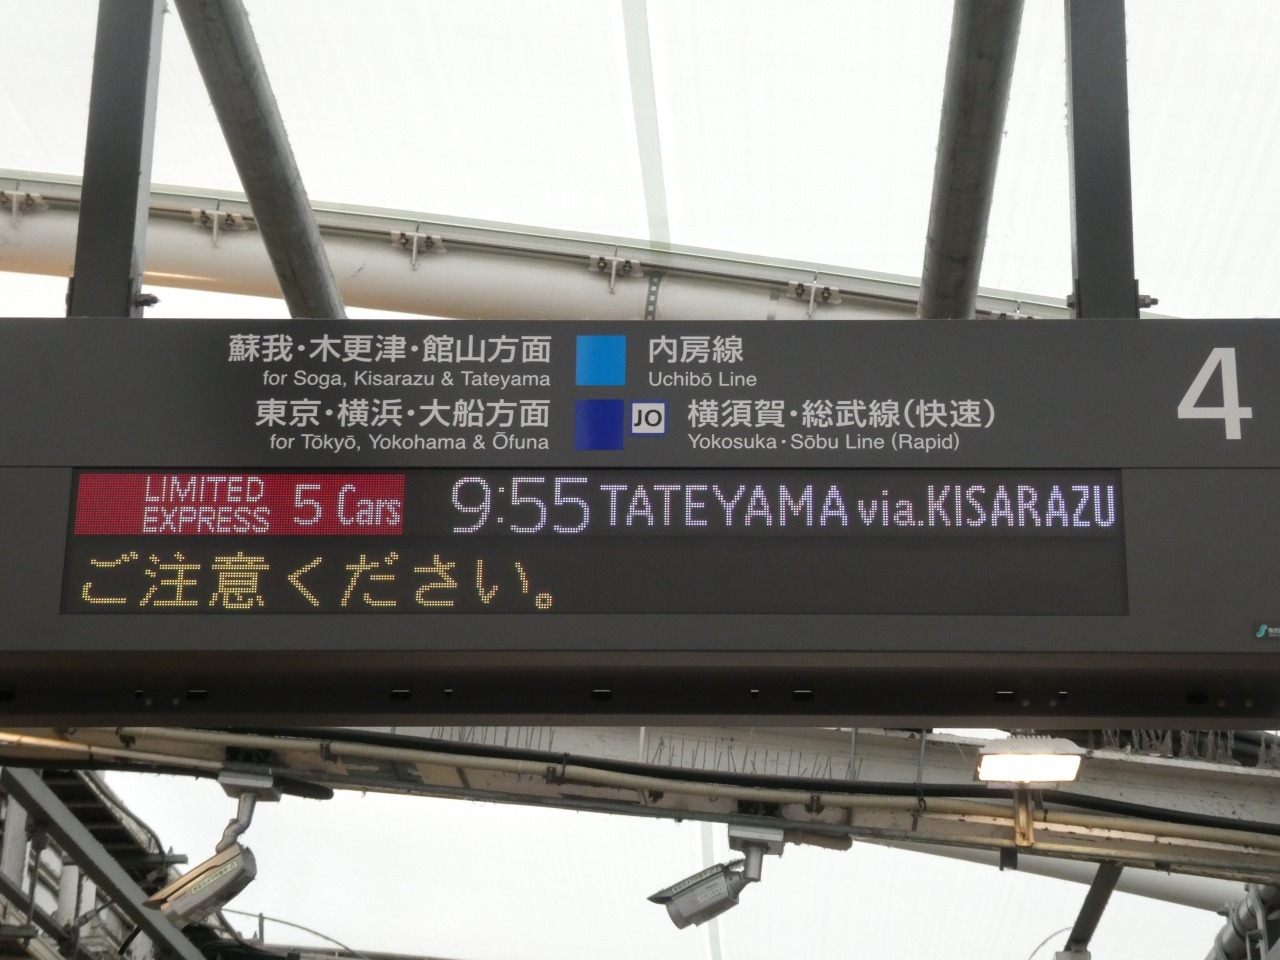 蘇我・木更津・館山方面 内房線
for Soga, Kisarazu & Tateyama Uchibō Line
東京・横浜・大船方面 JO 横須賀・総武線(快速)
for Tōkyō, Yokohama & Ōfuna Yokosuka・Sōbu Line (Rapid)
4
LIMITED EXPRESS 5 Cars 9:55 TATEYAMA via.KISARAZU
ご注意ください。